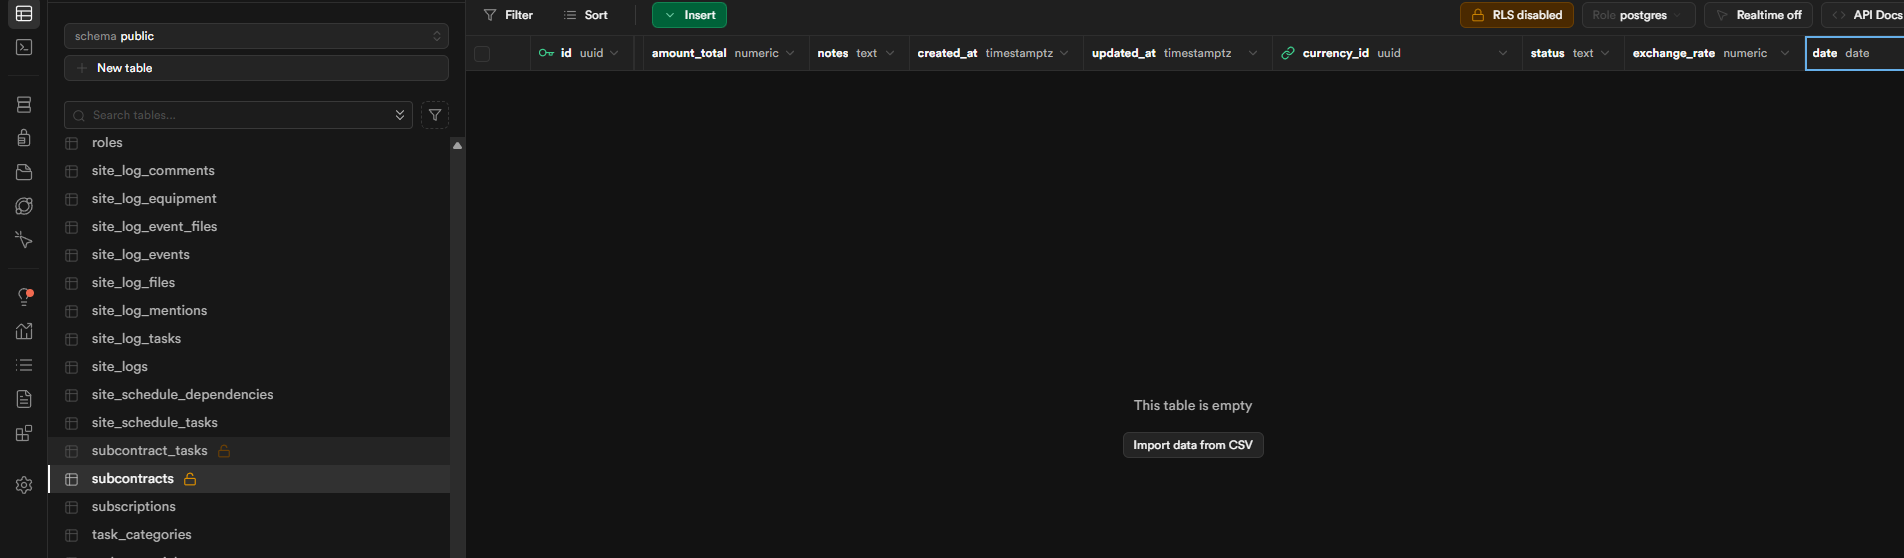 Filter Sort Insert RLS disabled Role postgres Realtime off API Docs
schema public
New table
id uuid amount_total numeric notes text created_at timestamptz updated_at timestamptz currency_id uuid status text exchange_rate numeric date date
Search tables...
roles
site_log_comments
site_log_equipment
site_log_event_files
site_log_events
site_log_files
site_log_mentions
site_log_tasks
site_logs
site_schedule_dependencies
site_schedule_tasks
subcontract_tasks
subcontracts
subscriptions
task_categories
This table is empty
Import data from CSV